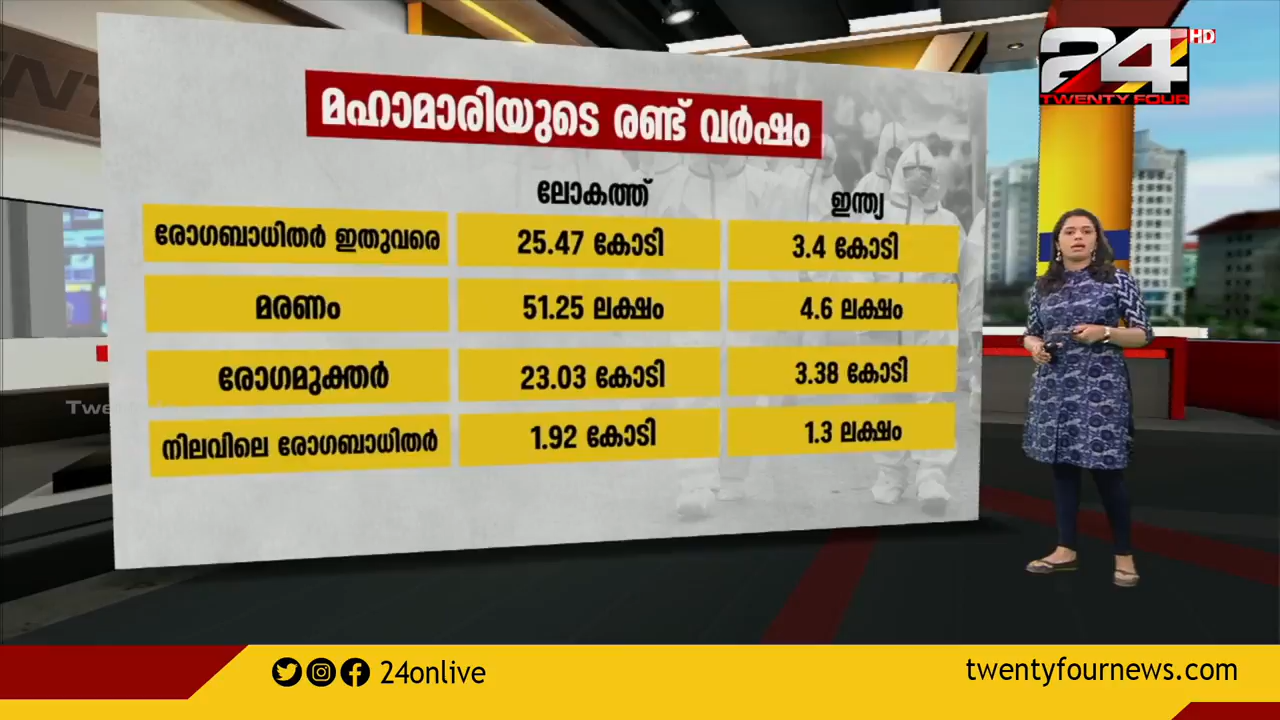 24 HD
TWENTY FOUR
മഹാമാരിയുടെ രണ്ട് വർഷം
ലോകത്ത് ഇന്ത്യ
രോഗബാധിതർ ഇതുവരെ 25.47 കോടി 3.4 കോടി
മരണം 51.25 ലക്ഷം 4.6 ലക്ഷം
രോഗമുക്തർ 23.03 കോടി 3.38 കോടി
നിലവിലെ രോഗബാധിതർ 1.92 കോടി 1.3 ലക്ഷം
24onlive
twentyfournews.com